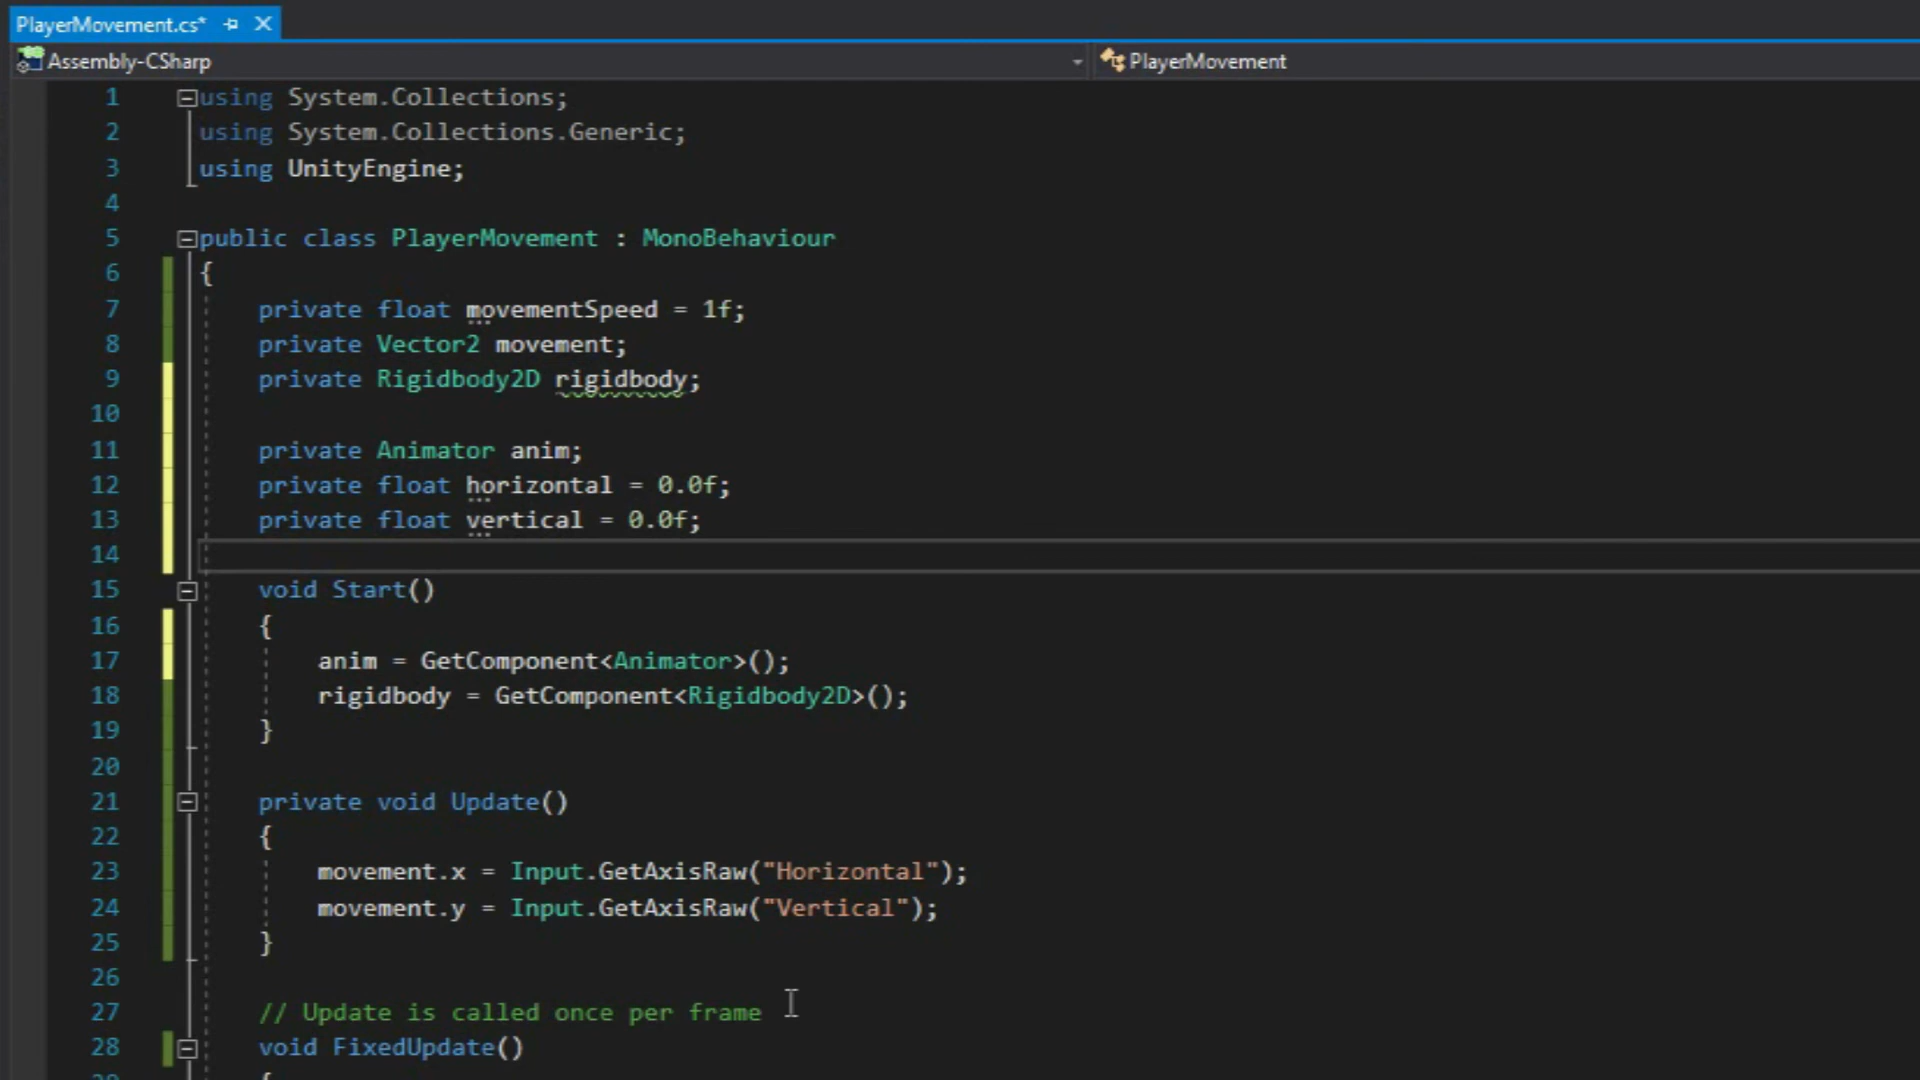 PlayerMovement.cs*
Assembly-CSharp
PlayerMovement
1 using System.Collections;
2 using System.Collections.Generic;
3 using UnityEngine;
4
5 public class PlayerMovement : MonoBehaviour
6 {
7 private float movementSpeed = 1f;
8 private Vector2 movement;
9 private Rigidbody2D rigidbody;
10
11 private Animator anim;
12 private float horizontal = 0.0f;
13 private float vertical = 0.0f;
14
15 void Start()
16 {
17 anim = GetComponent<Animator>();
18 rigidbody = GetComponent<Rigidbody2D>();
19 }
20
21 private void Update()
22 {
23 movement.x = Input.GetAxisRaw("Horizontal");
24 movement.y = Input.GetAxisRaw("Vertical");
25 }
26
27 // Update is called once per frame
28 void FixedUpdate()